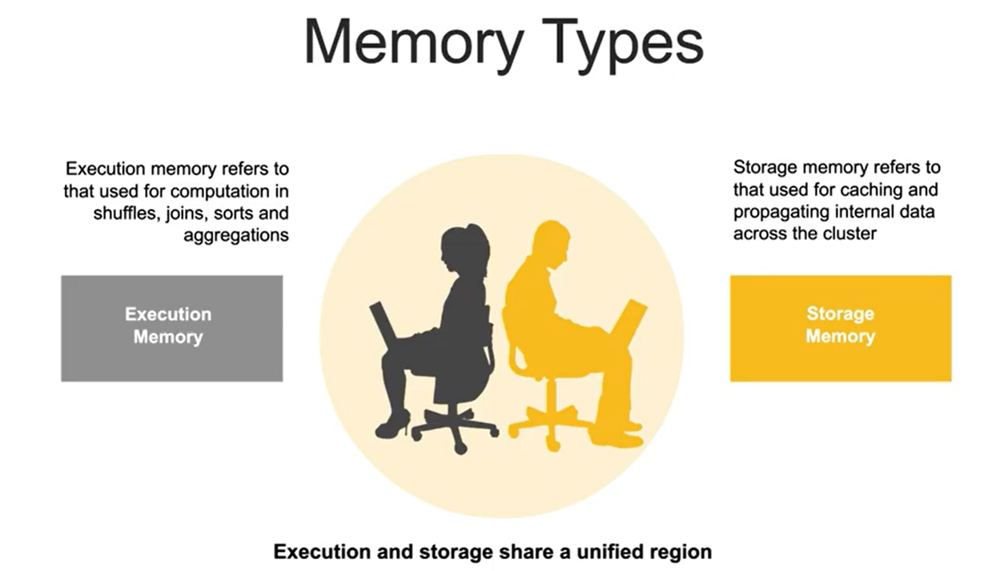 Memory Types
Execution memory refers to
that used for computation in
shuffles, joins, sorts and
aggregations
Execution
Memory
Storage memory refers to
that used for caching and
propagating internal data
across the cluster
Storage
Memory
Execution and storage share a unified region